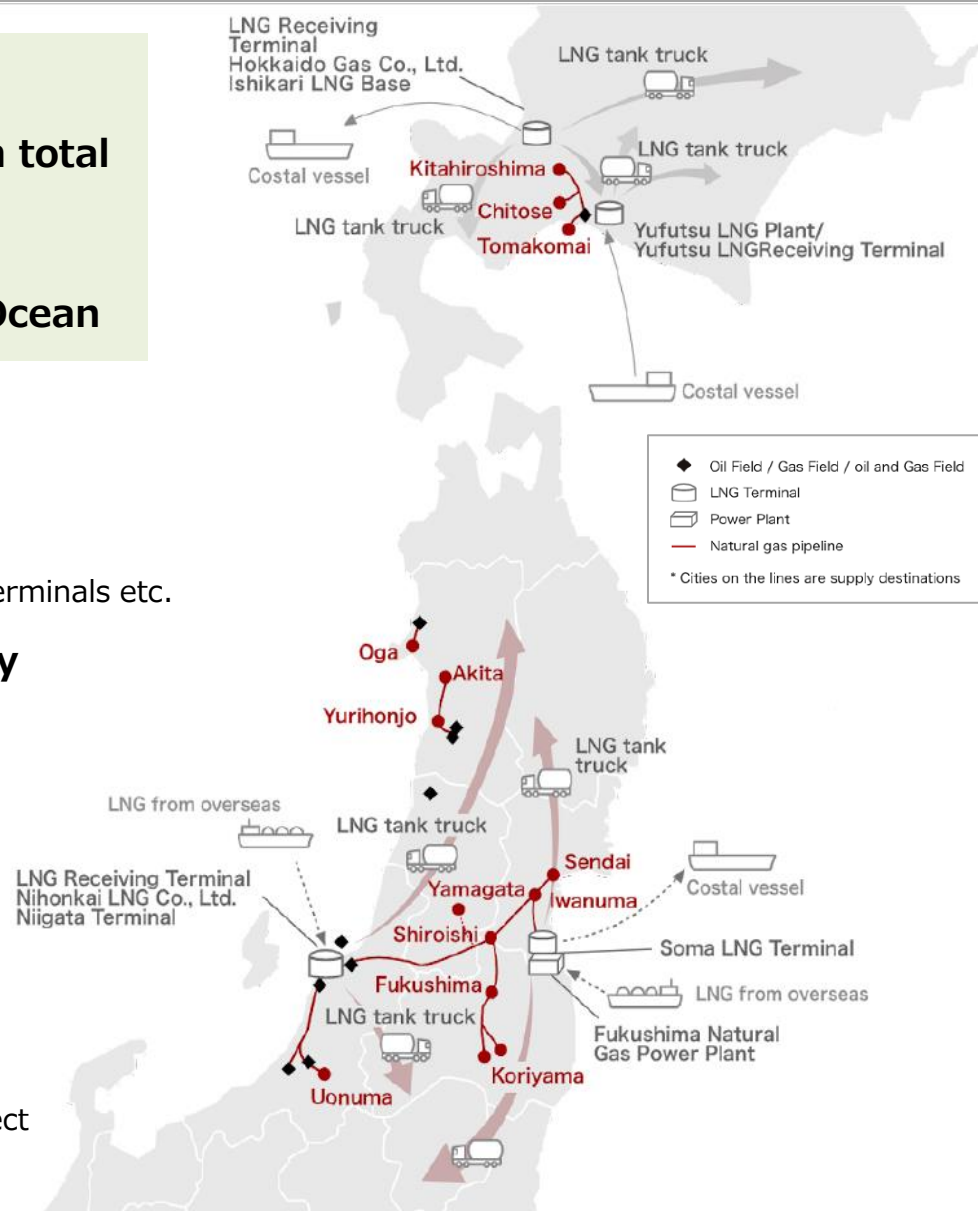 n total
Ocean
erminals etc.
y
ect
LNG Receiving
Terminal
Hokkaido Gas Co., Ltd.
Ishikari LNG Base
LNG tank truck
Costal vessel
Kitahiroshima
LNG tank truck
LNG tank truck
Chitose
Tomakomai
Yufutsu LNG Plant/
Yufutsu LNGReceiving Terminal
Costal vessel
Oil Field / Gas Field / oil and Gas Field
LNG Terminal
Power Plant
Natural gas pipeline
* Cities on the lines are supply destinations
Oga
Akita
Yurihonjo
LNG tank
truck
LNG from overseas
LNG tank truck
LNG Receiving Terminal
Nihonkai LNG Co., Ltd.
Niigata Terminal
Sendai
Yamagata
Iwanuma
Costal vessel
Shiroishi
Soma LNG Terminal
Fukushima
LNG from overseas
LNG tank truck
Fukushima Natural
Gas Power Plant
Koriyama
Uonuma